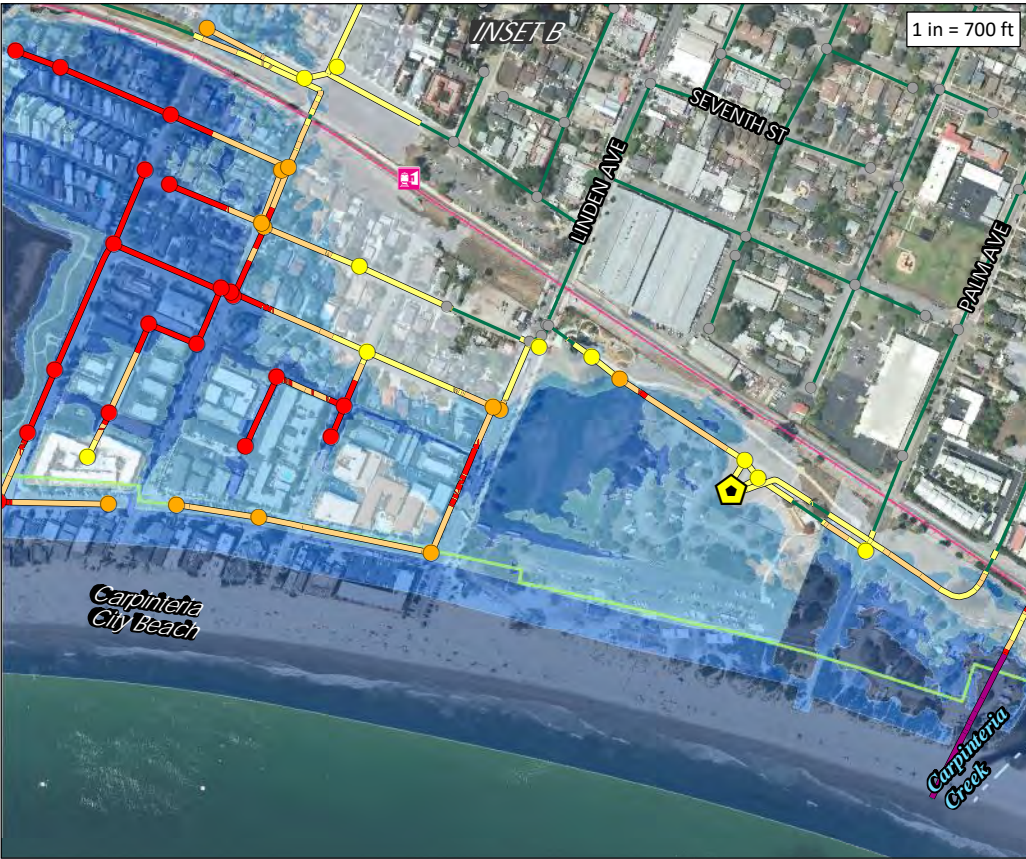 INSET B
1 in = 700 ft
SEVENTH ST
LINDEN AVE
PALM AVE
Carpinteria
City Beach
Carpinteria
Creek